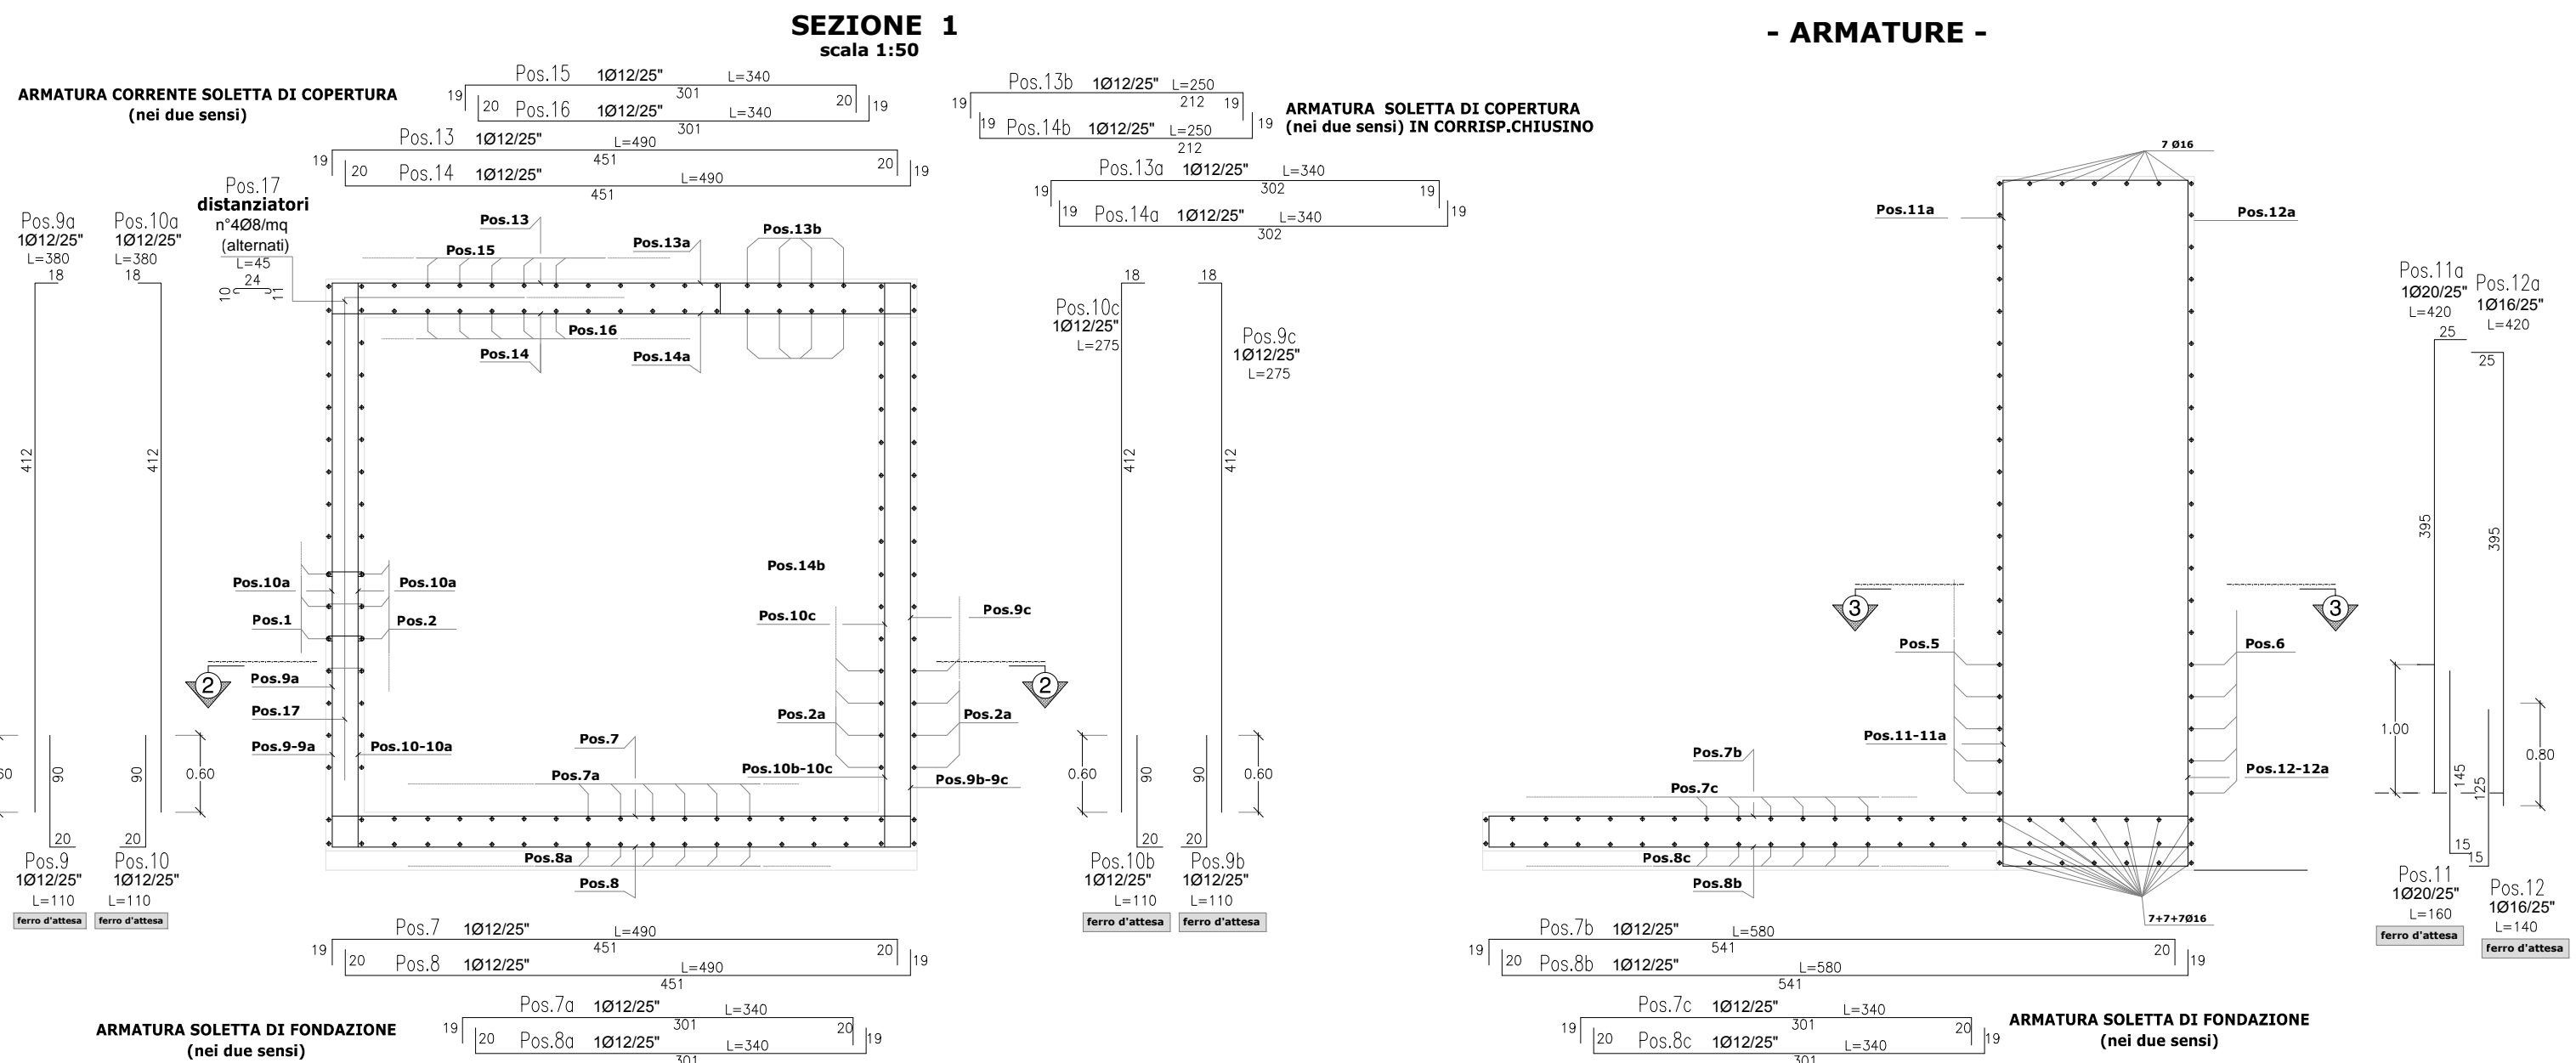 SEZIONE 1
scala 1:50
- ARMATURE -
ARMATURA CORRENTE SOLETTA DI COPERTURA
(nei due sensi)
Pos.15 1Ø12/25" L=340
19 301 20
20 Pos.16 1Ø12/25" L=340 19
301
Pos.13 1Ø12/25" L=490
19 451 20
20 Pos.14 1Ø12/25" L=490 19
451
Pos.13b 1Ø12/25" L=250
19 212 19
19 Pos.14b 1Ø12/25" L=250 19
212
ARMATURA SOLETTA DI COPERTURA
(nei due sensi) IN CORRISP.CHIUSINO
Pos.13a 1Ø12/25" L=340
19 302 19
19 Pos.14a 1Ø12/25" L=340 19
302
Pos.17
distanziatori
n°4Ø8/mq
(alternati)
L=45
24
10 11
Pos.9a
1Ø12/25"
L=380
18
412
Pos.10a
1Ø12/25"
L=380
18
412
Pos.13
Pos.15
Pos.13a
Pos.13b
Pos.16
Pos.14
Pos.14a
Pos.10a
Pos.10a
Pos.1
Pos.2
2
Pos.9a
Pos.17
Pos.9-9a
Pos.10-10a
Pos.14b
Pos.10c
Pos.9c
2
Pos.2a
Pos.2a
Pos.7
Pos.7a
Pos.10b-10c
Pos.9b-9c
Pos.8a
Pos.8
60
90
20
Pos.9
1Ø12/25"
L=110
ferro d'attesa
90
0.60
20
Pos.10
1Ø12/25"
L=110
ferro d'attesa
18
Pos.10c
1Ø12/25"
L=275
412
18
Pos.9c
1Ø12/25"
L=275
412
0.60
90
20
Pos.10b
1Ø12/25"
L=110
ferro d'attesa
90
0.60
20
Pos.9b
1Ø12/25"
L=110
ferro d'attesa
Pos.7 1Ø12/25" L=490
19 451 20
20 Pos.8 1Ø12/25" L=490 19
451
Pos.7a 1Ø12/25" L=340
19 301 20
20 Pos.8a 1Ø12/25" L=340 19
301
ARMATURA SOLETTA DI FONDAZIONE
(nei due sensi)
7 Ø16
Pos.11a
Pos.12a
3
3
Pos.5
Pos.6
Pos.11-11a
Pos.12-12a
Pos.7b
Pos.7c
Pos.8c
Pos.8b
7+7+7Ø16
Pos.11a
1Ø20/25"
L=420
25
395
Pos.12a
1Ø16/25"
L=420
25
395
1.00
145
15
Pos.11
1Ø20/25"
L=160
ferro d'attesa
0.80
125
15
Pos.12
1Ø16/25"
L=140
ferro d'attesa
Pos.7b 1Ø12/25" L=580
19 541 20
20 Pos.8b 1Ø12/25" L=580 19
541
Pos.7c 1Ø12/25" L=340
19 301 20
20 Pos.8c 1Ø12/25" L=340 19
301
ARMATURA SOLETTA DI FONDAZIONE
(nei due sensi)